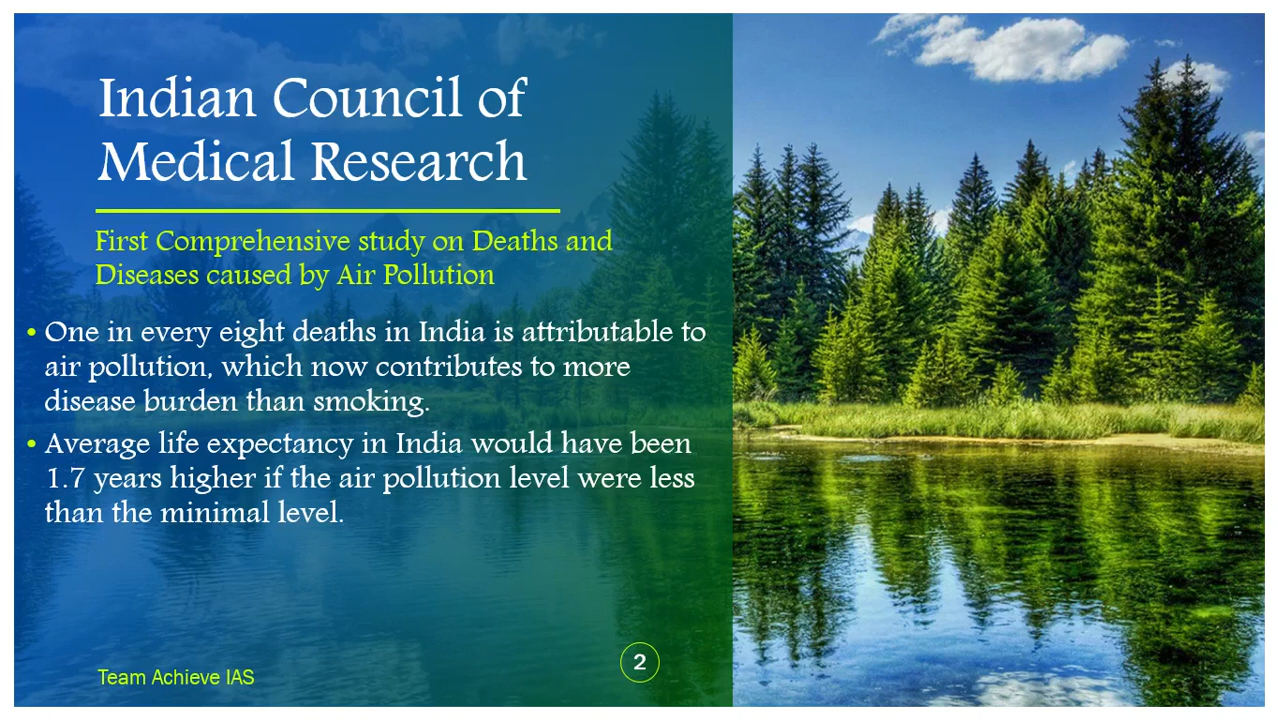 Indian Council of
Medical Research
First Comprehensive study on Deaths and
Diseases caused by Air Pollution
• One in every eight deaths in India is attributable to
air pollution, which now contributes to more
disease burden than smoking.
• Average life expectancy in India would have been
1.7 years higher if the air pollution level were less
than the minimal level.
Team Achieve IAS
2